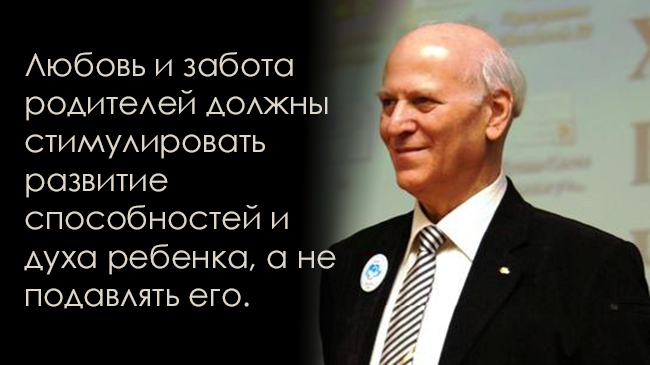 Любовь и забота
родителей должны
стимулировать
развитие
способностей и
духа ребенка, а не
подавлять его.